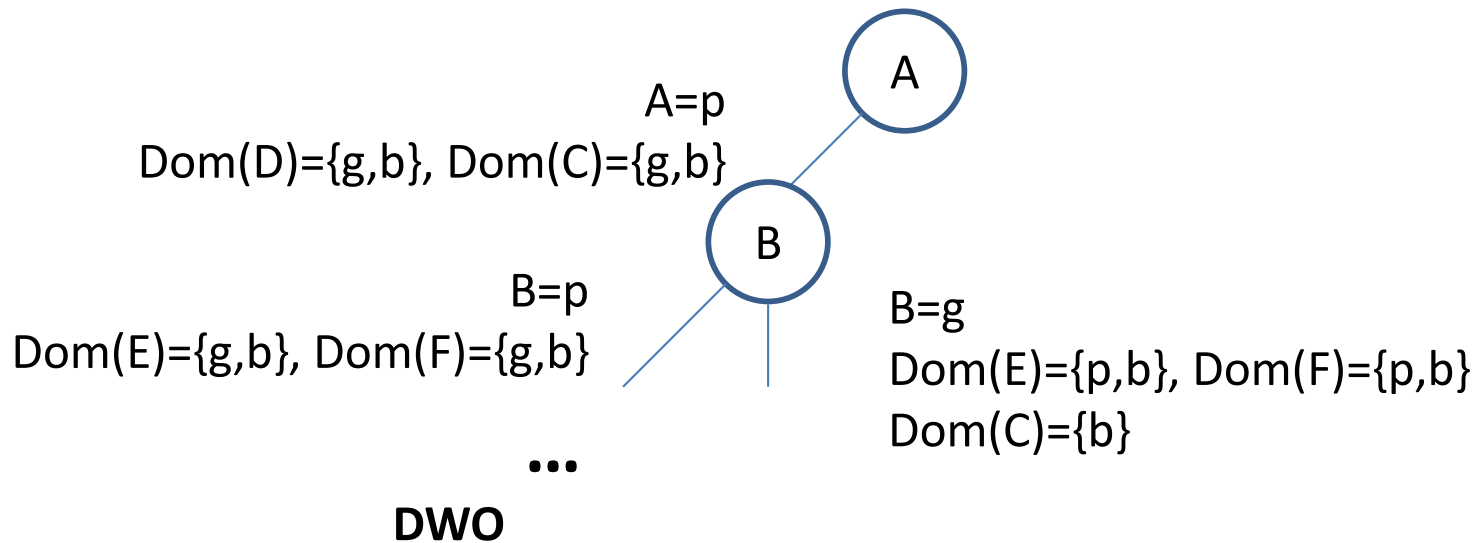 A
A=p
Dom(D)={g,b}, Dom(C)={g,b}
B
B=p
Dom(E)={g,b}, Dom(F)={g,b}
B=g
Dom(E)={p,b}, Dom(F)={p,b}
Dom(C)={b}
...
DWO